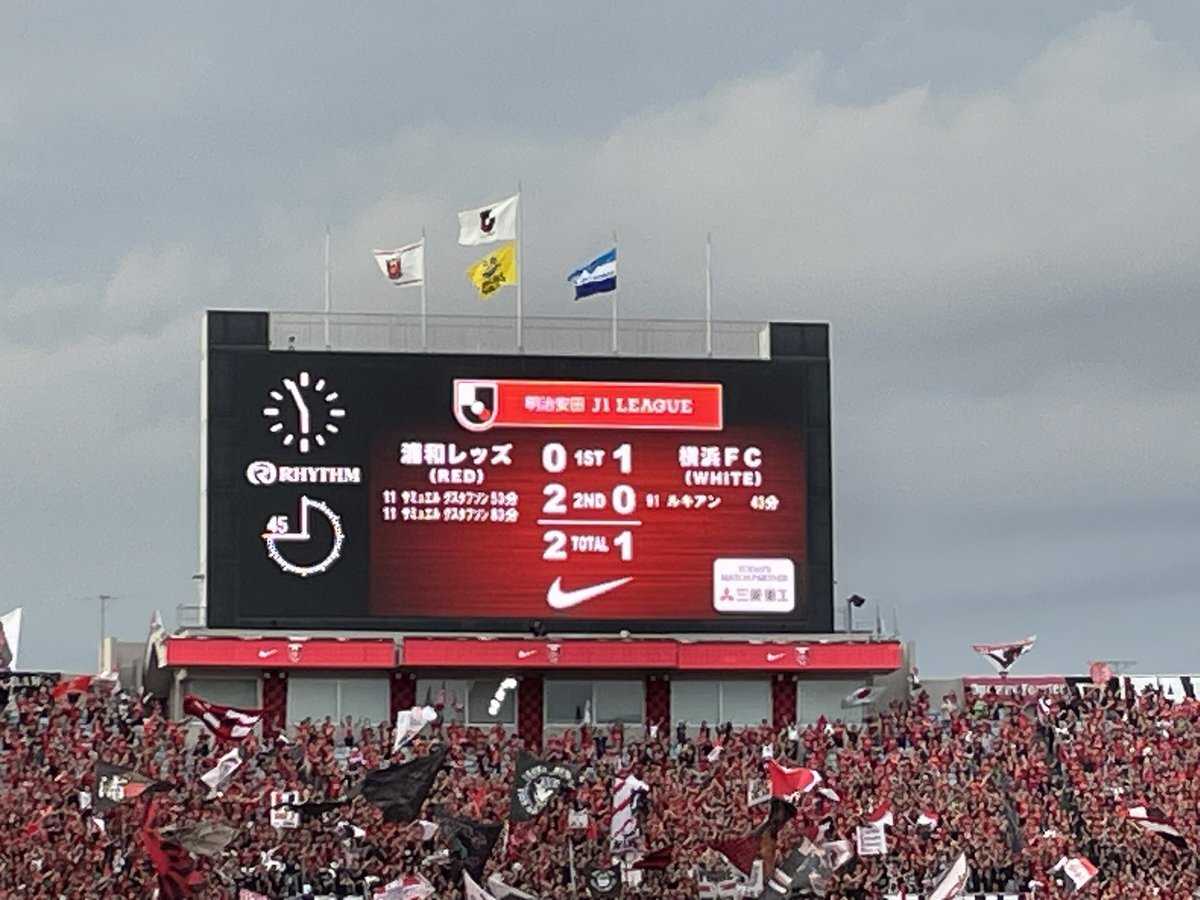 明治安田 J1 LEAGUE
浦和レッズ 0 1ST 1 横浜FC
(RED) (WHITE)
11 サミュエル グスタフソン 53分 2 2ND 0 91 ルキアン 43分
11 サミュエル グスタフソン 83分
2 TOTAL 1
RHYTHM
45
TODAY'S
MATCH PARTNER
三菱重工